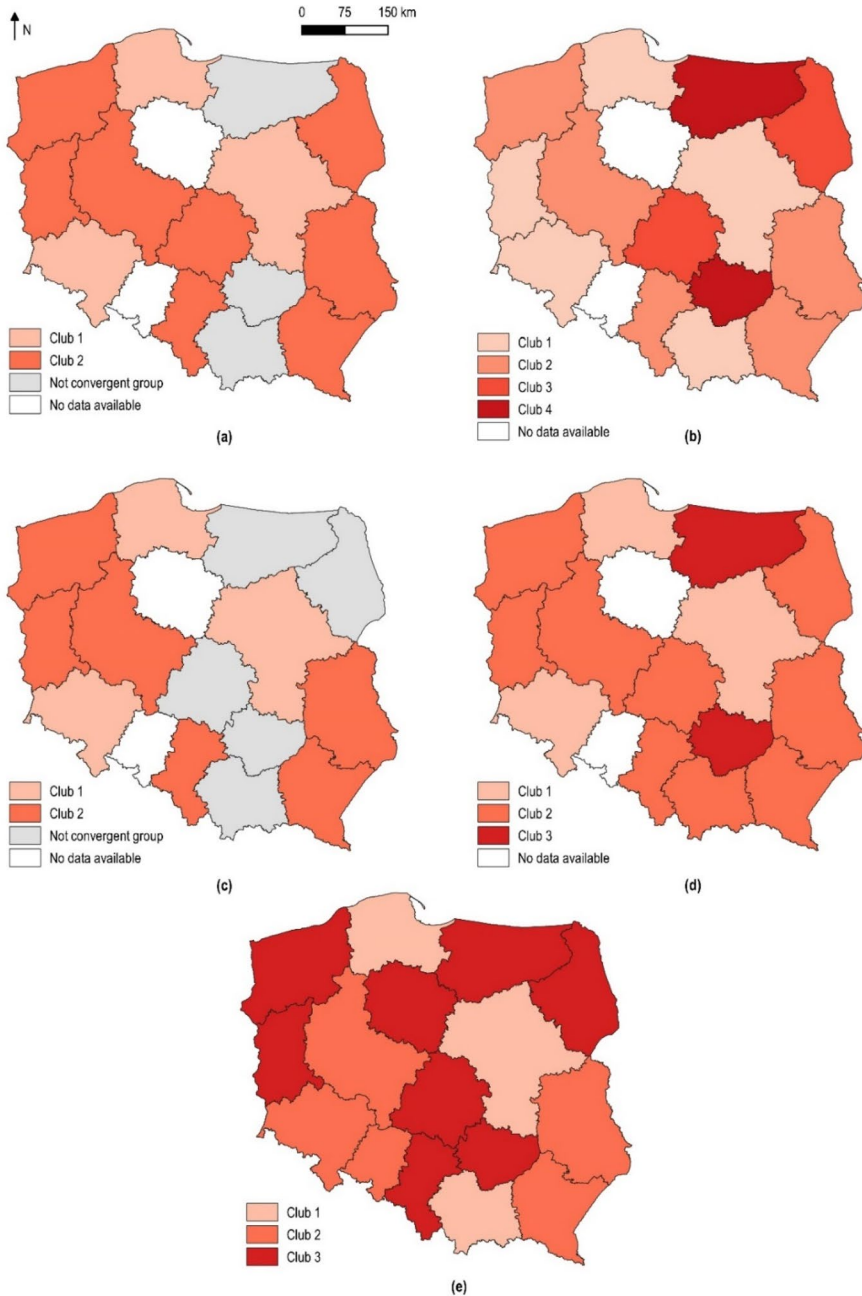 N
0 75 150 km
Club 1
Club 2
Not convergent group
No data available
(a)
Club 1
Club 2
Club 3
Club 4
No data available
(b)
Club 1
Club 2
Not convergent group
No data available
(c)
Club 1
Club 2
Club 3
No data available
(d)
Club 1
Club 2
Club 3
(e)